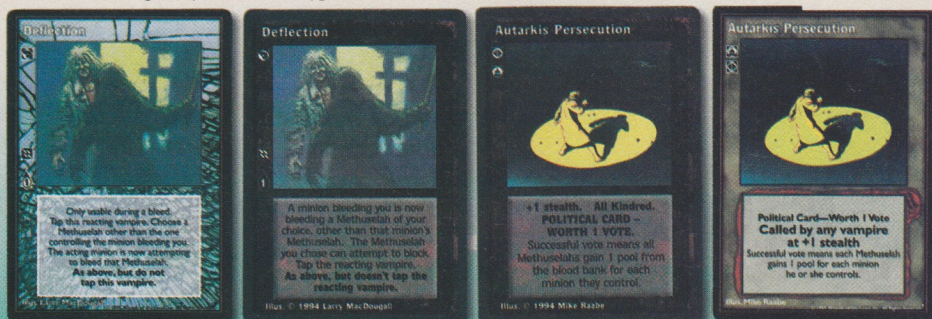 Deflection
Only usable during a bleed.
Tap this reacting vampire. Choose a
Methuselah other than the one
controlling the minion bleeding you.
The acting minion is now attempting
to bleed that Methuselah.
As above, but do not
tap this vampire.
Illus: Larry MacDougall
Deflection
1
A minion bleeding you is now
bleeding a Methuselah of your
choice, other than that minion's
Methuselah. The Methuselah
you chose can attempt to block.
Tap the reacting vampire.
As above, but doesn't tap the
reacting vampire.
Illus. © 1994 Larry MacDougall
Autarkis Persecution
+1 stealth. All Kindred.
POLITICAL CARD –
WORTH 1 VOTE.
Successful vote means all
Methuselahs gain 1 pool from
the blood bank for each
minion they control.
Illus. © 1994 Mike Raabe
Autarkis Persecution
Political Card—Worth 1 Vote
Called by any vampire
at +1 stealth
Successful vote means each Methuselah
gains 1 pool for each minion
he or she controls.
Illus. Mike Raabe